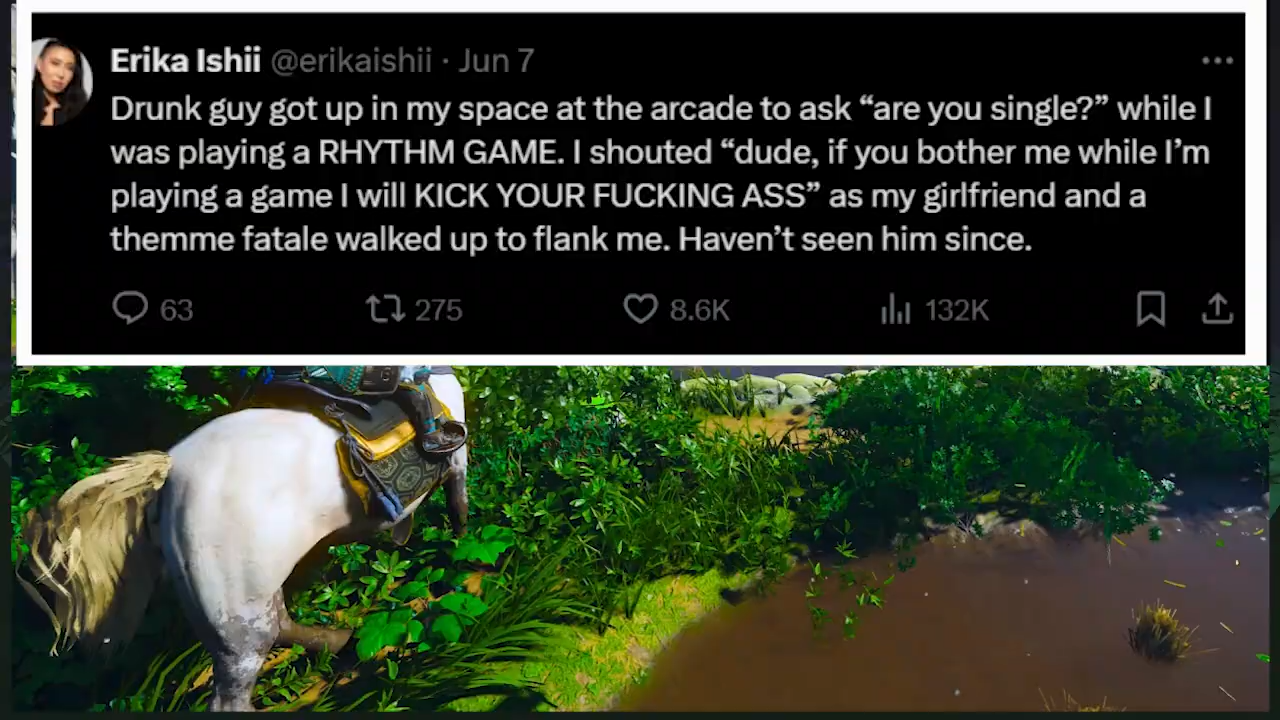 Erika Ishii @erikaishii · Jun 7
Drunk guy got up in my space at the arcade to ask “are you single?” while I
was playing a RHYTHM GAME. I shouted “dude, if you bother me while I’m
playing a game I will KICK YOUR FUCKING ASS” as my girlfriend and a
themme fatale walked up to flank me. Haven’t seen him since.
63 275 8.6K 132K